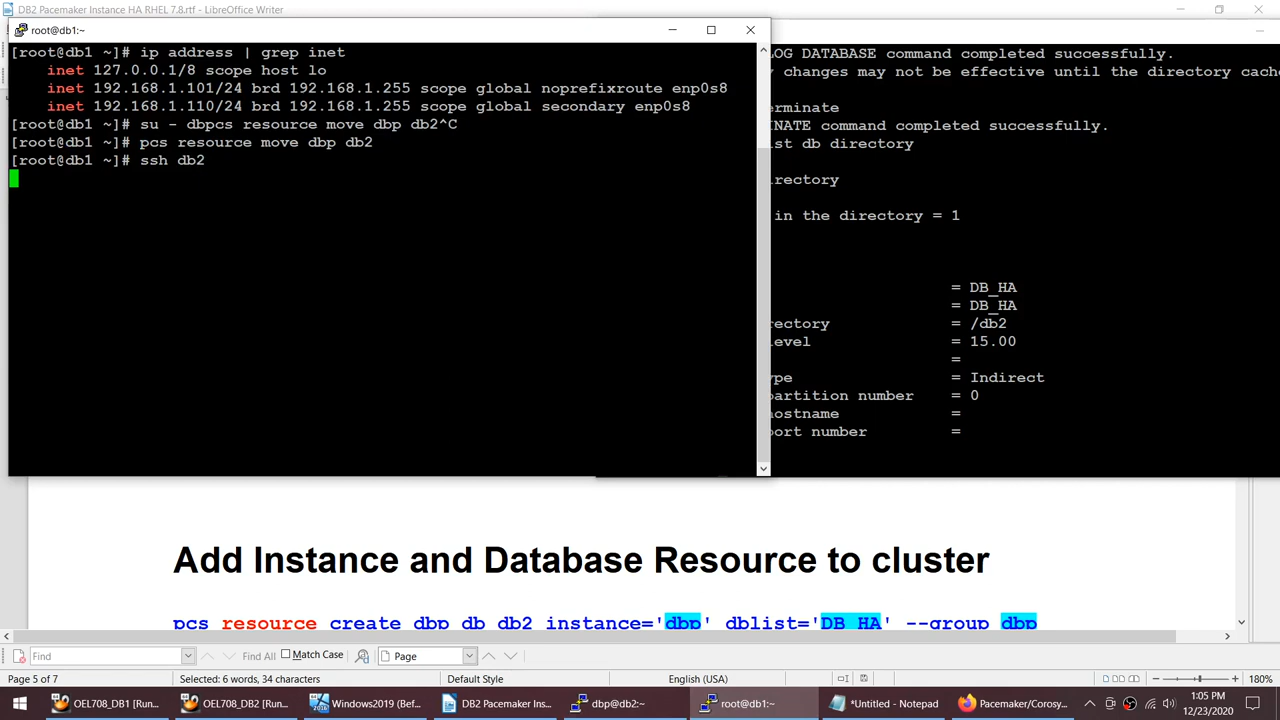 DB2 Pacemaker Instance HA RHEL 7.8.rtf - LibreOffice Writer
root@db1:~
[root@db1 ~]# ip address | grep inet
inet 127.0.0.1/8 scope host lo
inet 192.168.1.101/24 brd 192.168.1.255 scope global noprefixroute enp0s8
inet 192.168.1.110/24 brd 192.168.1.255 scope global secondary enp0s8
[root@db1 ~]# su - dbpcs resource move dbp db2^C
[root@db1 ~]# pcs resource move dbp db2
[root@db1 ~]# ssh db2
LOG DATABASE command completed successfully.
y changes may not be effective until the directory cache
erminate
INATE command completed successfully.
ist db directory
irectory
in the directory = 1
= DB_HA
= DB_HA
rectory = /db2
level = 15.00
=
ype = Indirect
partition number = 0
hostname =
port number =
Add Instance and Database Resource to cluster
pcs resource create dbp_db db2 instance='dbp' dblist='DB_HA' --group dbp
Find
Find All
Match Case
Page
Page 5 of 7
Selected: 6 words, 34 characters
Default Style
English (USA)
180%
OEL708_DB1 [Run...
OEL708_DB2 [Run...
Windows2019 (Bef...
DB2 Pacemaker Ins...
dbp@db2:~
root@db1:~
*Untitled - Notepad
Pacemaker/Corosy...
1:05 PM
12/23/2020